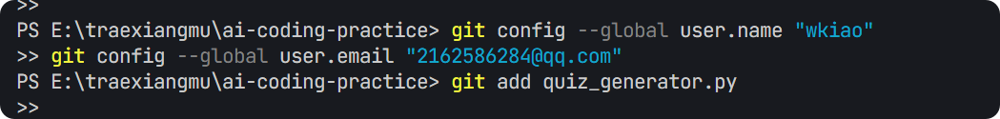 >>
PS E:\traexiangmu\ai-coding-practice> git config --global user.name "wkiao"
>> git config --global user.email "2162586284@qq.com"
PS E:\traexiangmu\ai-coding-practice> git add quiz_generator.py
>>